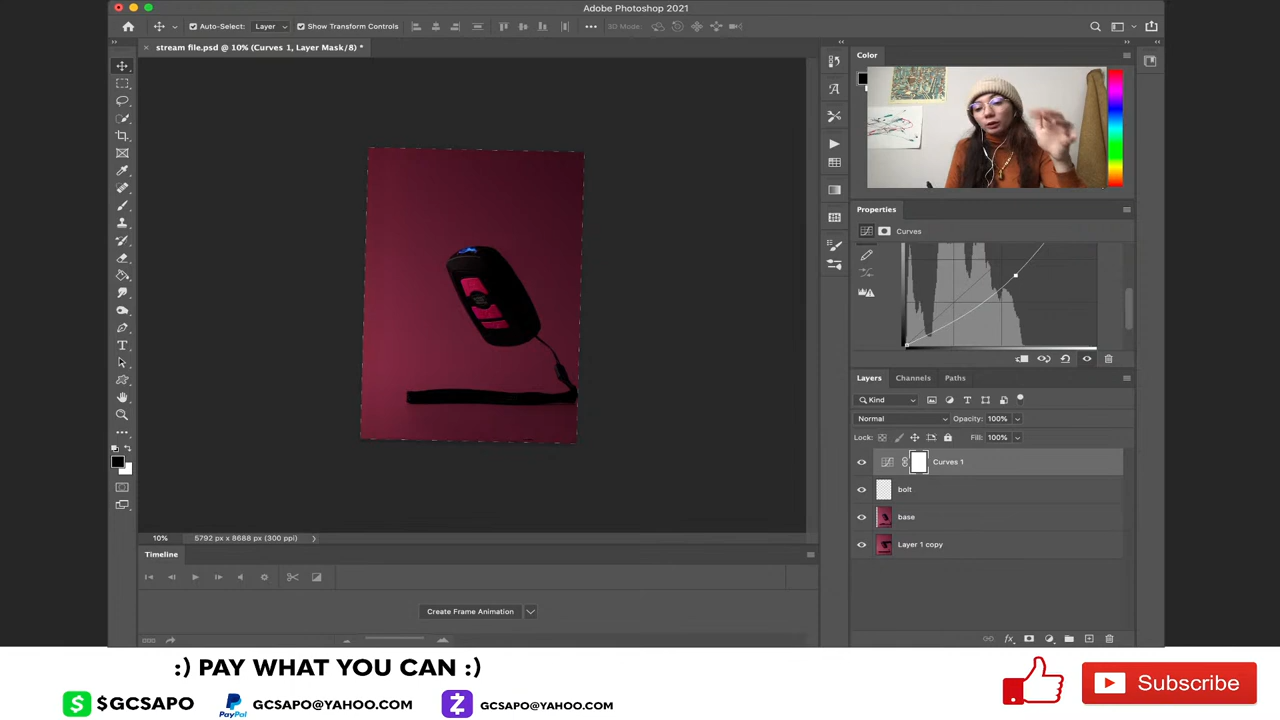 Adobe Photoshop 2021
Auto-Select: Layer Show Transform Controls 3D Mode:
stream file.psd @ 10% (Curves 1, Layer Mask/8) *
Color
Properties
Curves
Layers Channels Paths
Kind
Normal Opacity: 100%
Lock: Fill: 100%
Curves 1
bolt
base
Layer 1 copy
10% 5792 px x 8688 px (300 ppi)
Timeline
Create Frame Animation
:) PAY WHAT YOU CAN :)
$GCSAPO PayPal GCSAPO@YAHOO.COM GCSAPO@YAHOO.COM
Subscribe